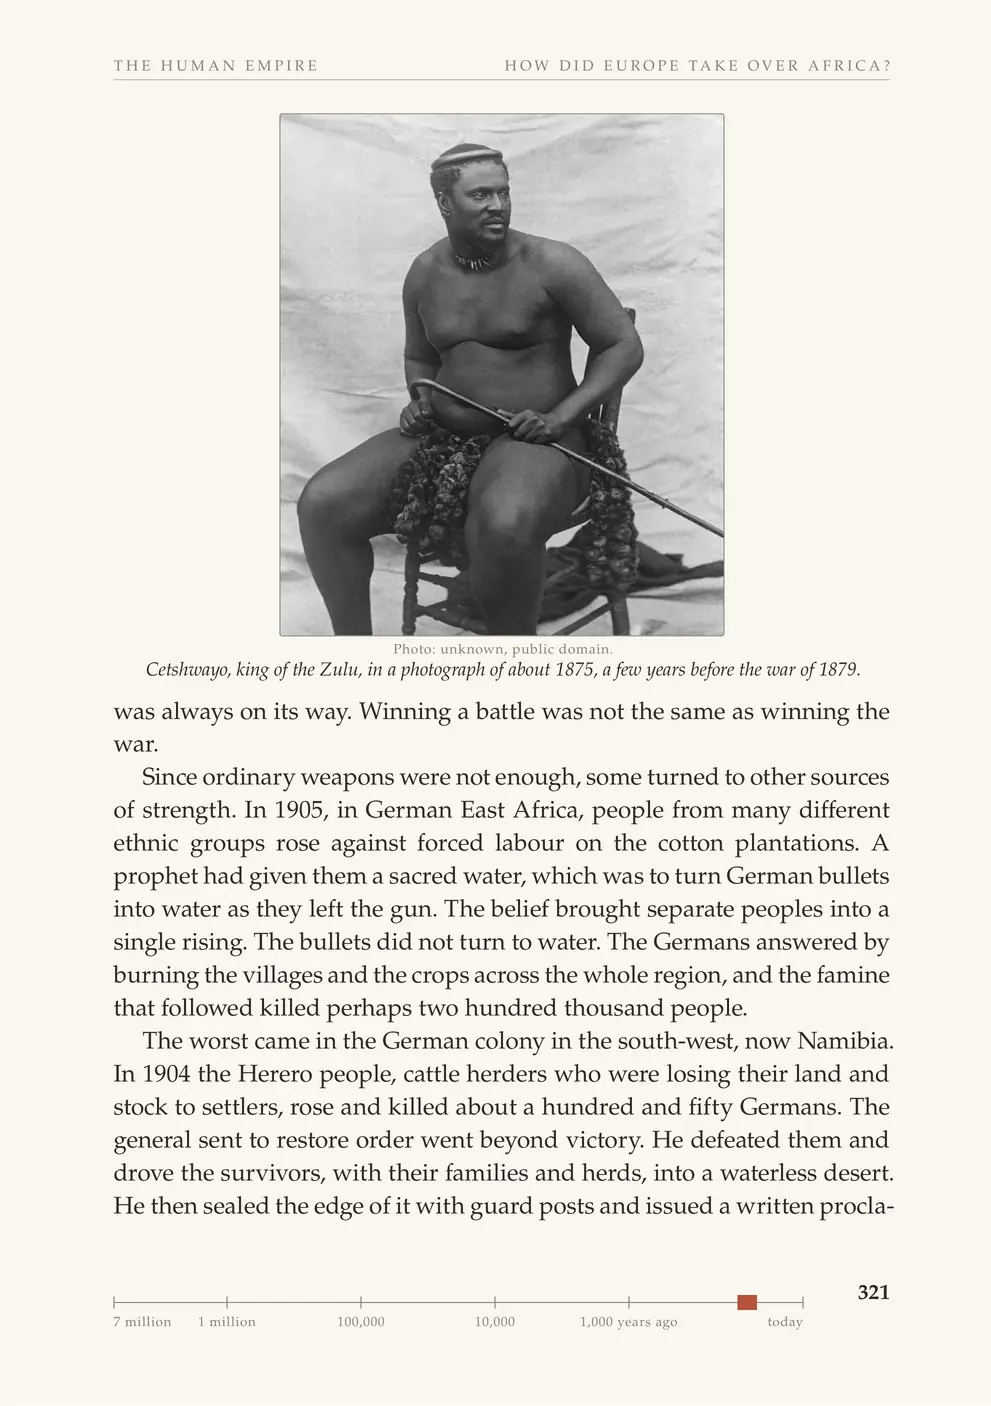 THE HUMAN EMPIRE
HOW DID EUROPE TAKE OVER AFRICA?
Photo: unknown, public domain.
Cetshwayo, king of the Zulu, in a photograph of about 1875, a few years before the war of 1879.
was always on its way. Winning a battle was not the same as winning the
war.
Since ordinary weapons were not enough, some turned to other sources
of strength. In 1905, in German East Africa, people from many different
ethnic groups rose against forced labour on the cotton plantations. A
prophet had given them a sacred water, which was to turn German bullets
into water as they left the gun. The belief brought separate peoples into a
single rising. The bullets did not turn to water. The Germans answered by
burning the villages and the crops across the whole region, and the famine
that followed killed perhaps two hundred thousand people.
The worst came in the German colony in the south-west, now Namibia.
In 1904 the Herero people, cattle herders who were losing their land and
stock to settlers, rose and killed about a hundred and fifty Germans. The
general sent to restore order went beyond victory. He defeated them and
drove the survivors, with their families and herds, into a waterless desert.
He then sealed the edge of it with guard posts and issued a written procla-
321
7 million 1 million 100,000 10,000 1,000 years ago today